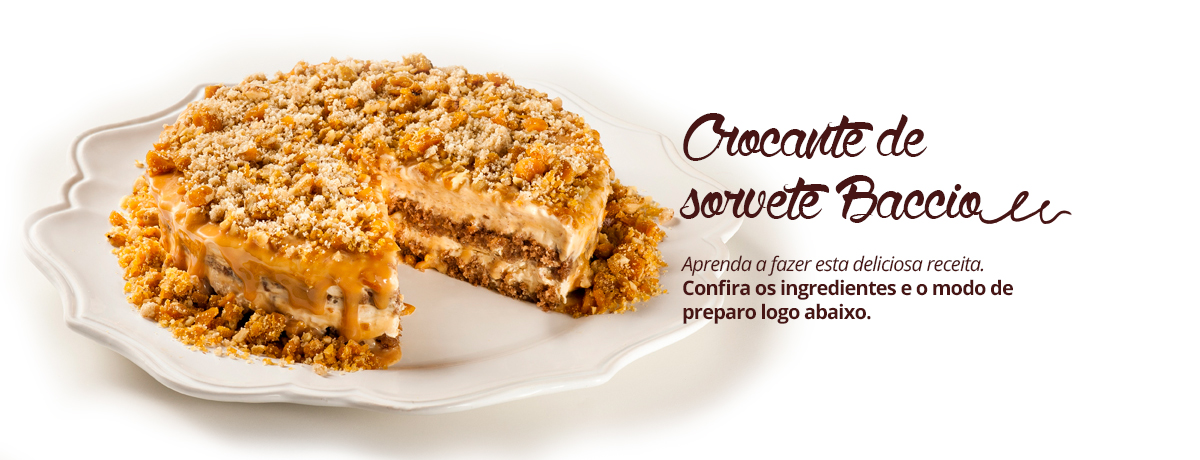 Crocante de
sorvete Baccio
Aprenda a fazer esta deliciosa receita.
Confira os ingredientes e o modo de
preparo logo abaixo.